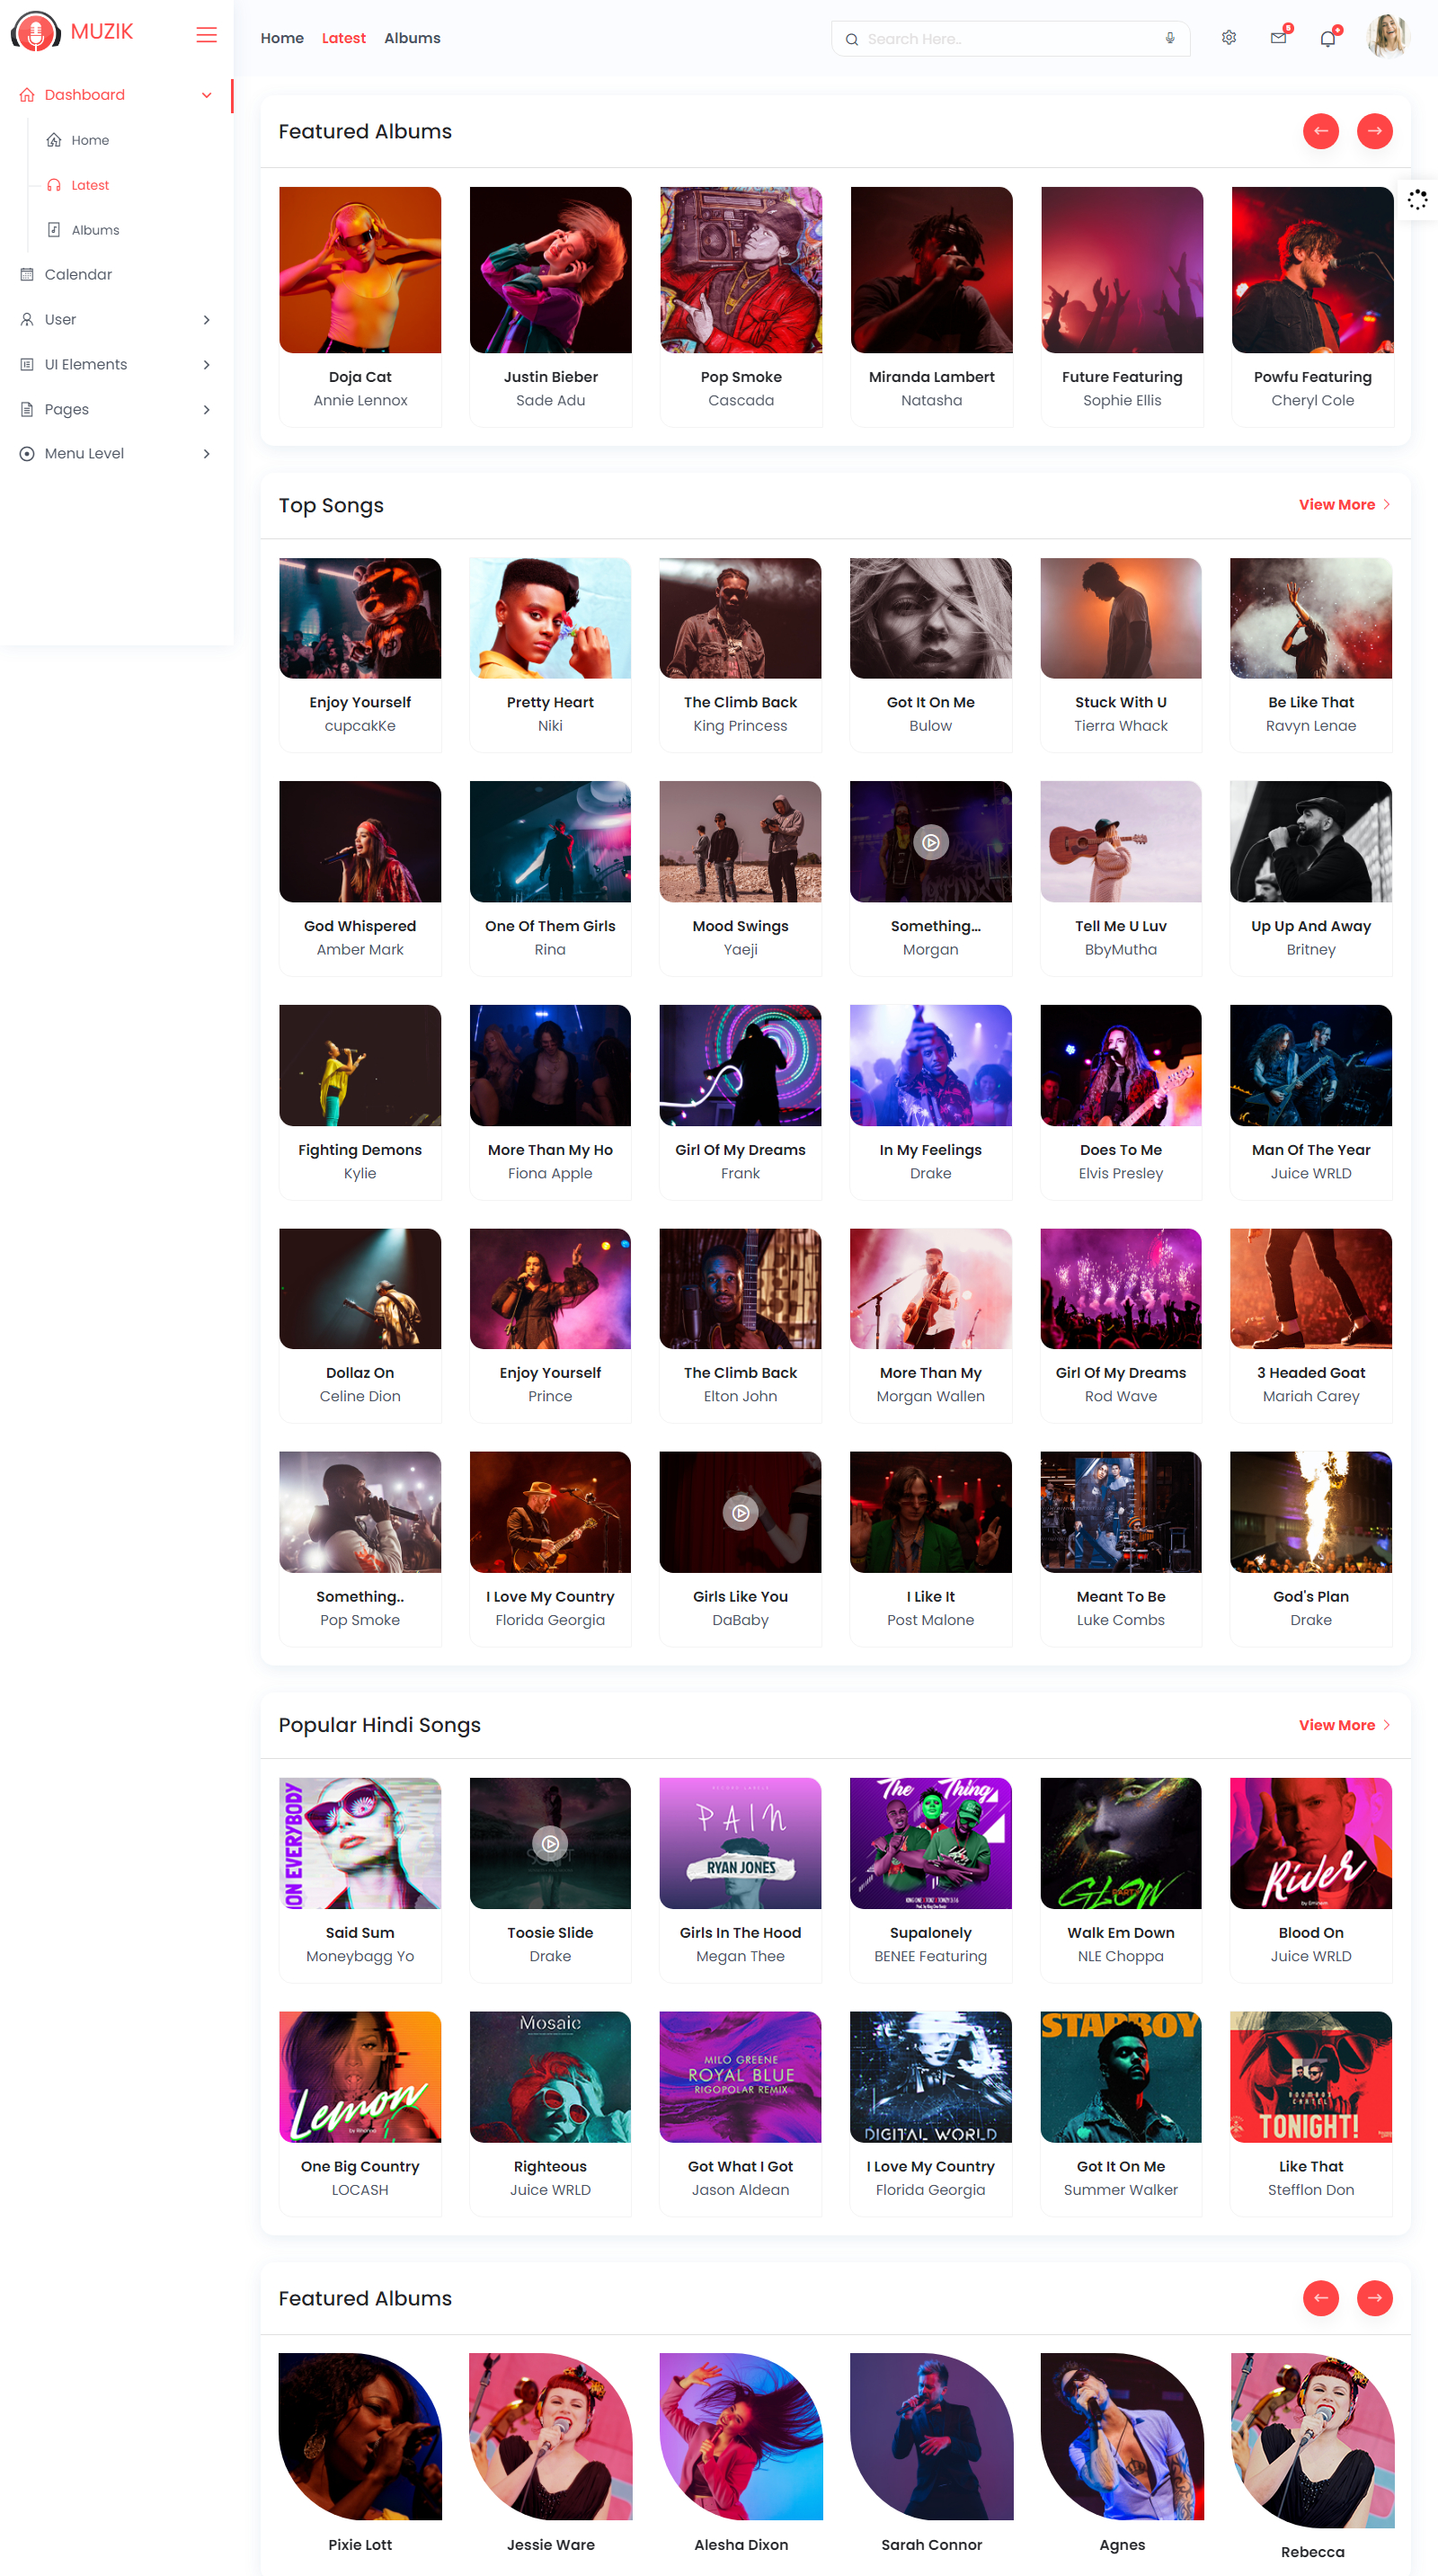 MUZIK
Home
Latest
Albums
Search Here..
6
Dashboard
Home
Latest
Albums
Calendar
User
UI Elements
Pages
Menu Level
Featured Albums
Doja Cat
Annie Lennox
Justin Bieber
Sade Adu
Pop Smoke
Cascada
Miranda Lambert
Natasha
Future Featuring
Sophie Ellis
Powfu Featuring
Cheryl Cole
Top Songs
View More
Enjoy Yourself
cupcakKe
Pretty Heart
Niki
The Climb Back
King Princess
Got It On Me
Bulow
Stuck With U
Tierra Whack
Be Like That
Ravyn Lenae
God Whispered
Amber Mark
One Of Them Girls
Rina
Mood Swings
Yaeji
Something...
Morgan
Tell Me U Luv
BbyMutha
Up Up And Away
Britney
Fighting Demons
Kylie
More Than My Ho
Fiona Apple
Girl Of My Dreams
Frank
In My Feelings
Drake
Does To Me
Elvis Presley
Man Of The Year
Juice WRLD
Dollaz On
Celine Dion
Enjoy Yourself
Prince
The Climb Back
Elton John
More Than My
Morgan Wallen
Girl Of My Dreams
Rod Wave
3 Headed Goat
Mariah Carey
Something..
Pop Smoke
I Love My Country
Florida Georgia
Girls Like You
DaBaby
I Like It
Post Malone
Meant To Be
Luke Combs
God's Plan
Drake
Popular Hindi Songs
View More
ON EVERYBODY
Said Sum
Moneybagg Yo
Toosie Slide
Drake
PAIN
RYAN JONES
Girls In The Hood
Megan Thee
The Thing
Supalonely
BENEE Featuring
GLOW
PARTY
Walk Em Down
NLE Choppa
River
by Eminem
Blood On
Juice WRLD
Lemon
by Rihanna
One Big Country
LOCASH
Mosaic
Righteous
Juice WRLD
MILO GREENE
ROYAL BLUE
RIGOPOLAR REMIX
Got What I Got
Jason Aldean
DIGITAL WORLD
I Love My Country
Florida Georgia
STARBOY
Got It On Me
Summer Walker
BOOMBOX
CARTEL
TONIGHT!
Like That
Stefflon Don
Featured Albums
Pixie Lott
Jessie Ware
Alesha Dixon
Sarah Connor
Agnes
Rebecca